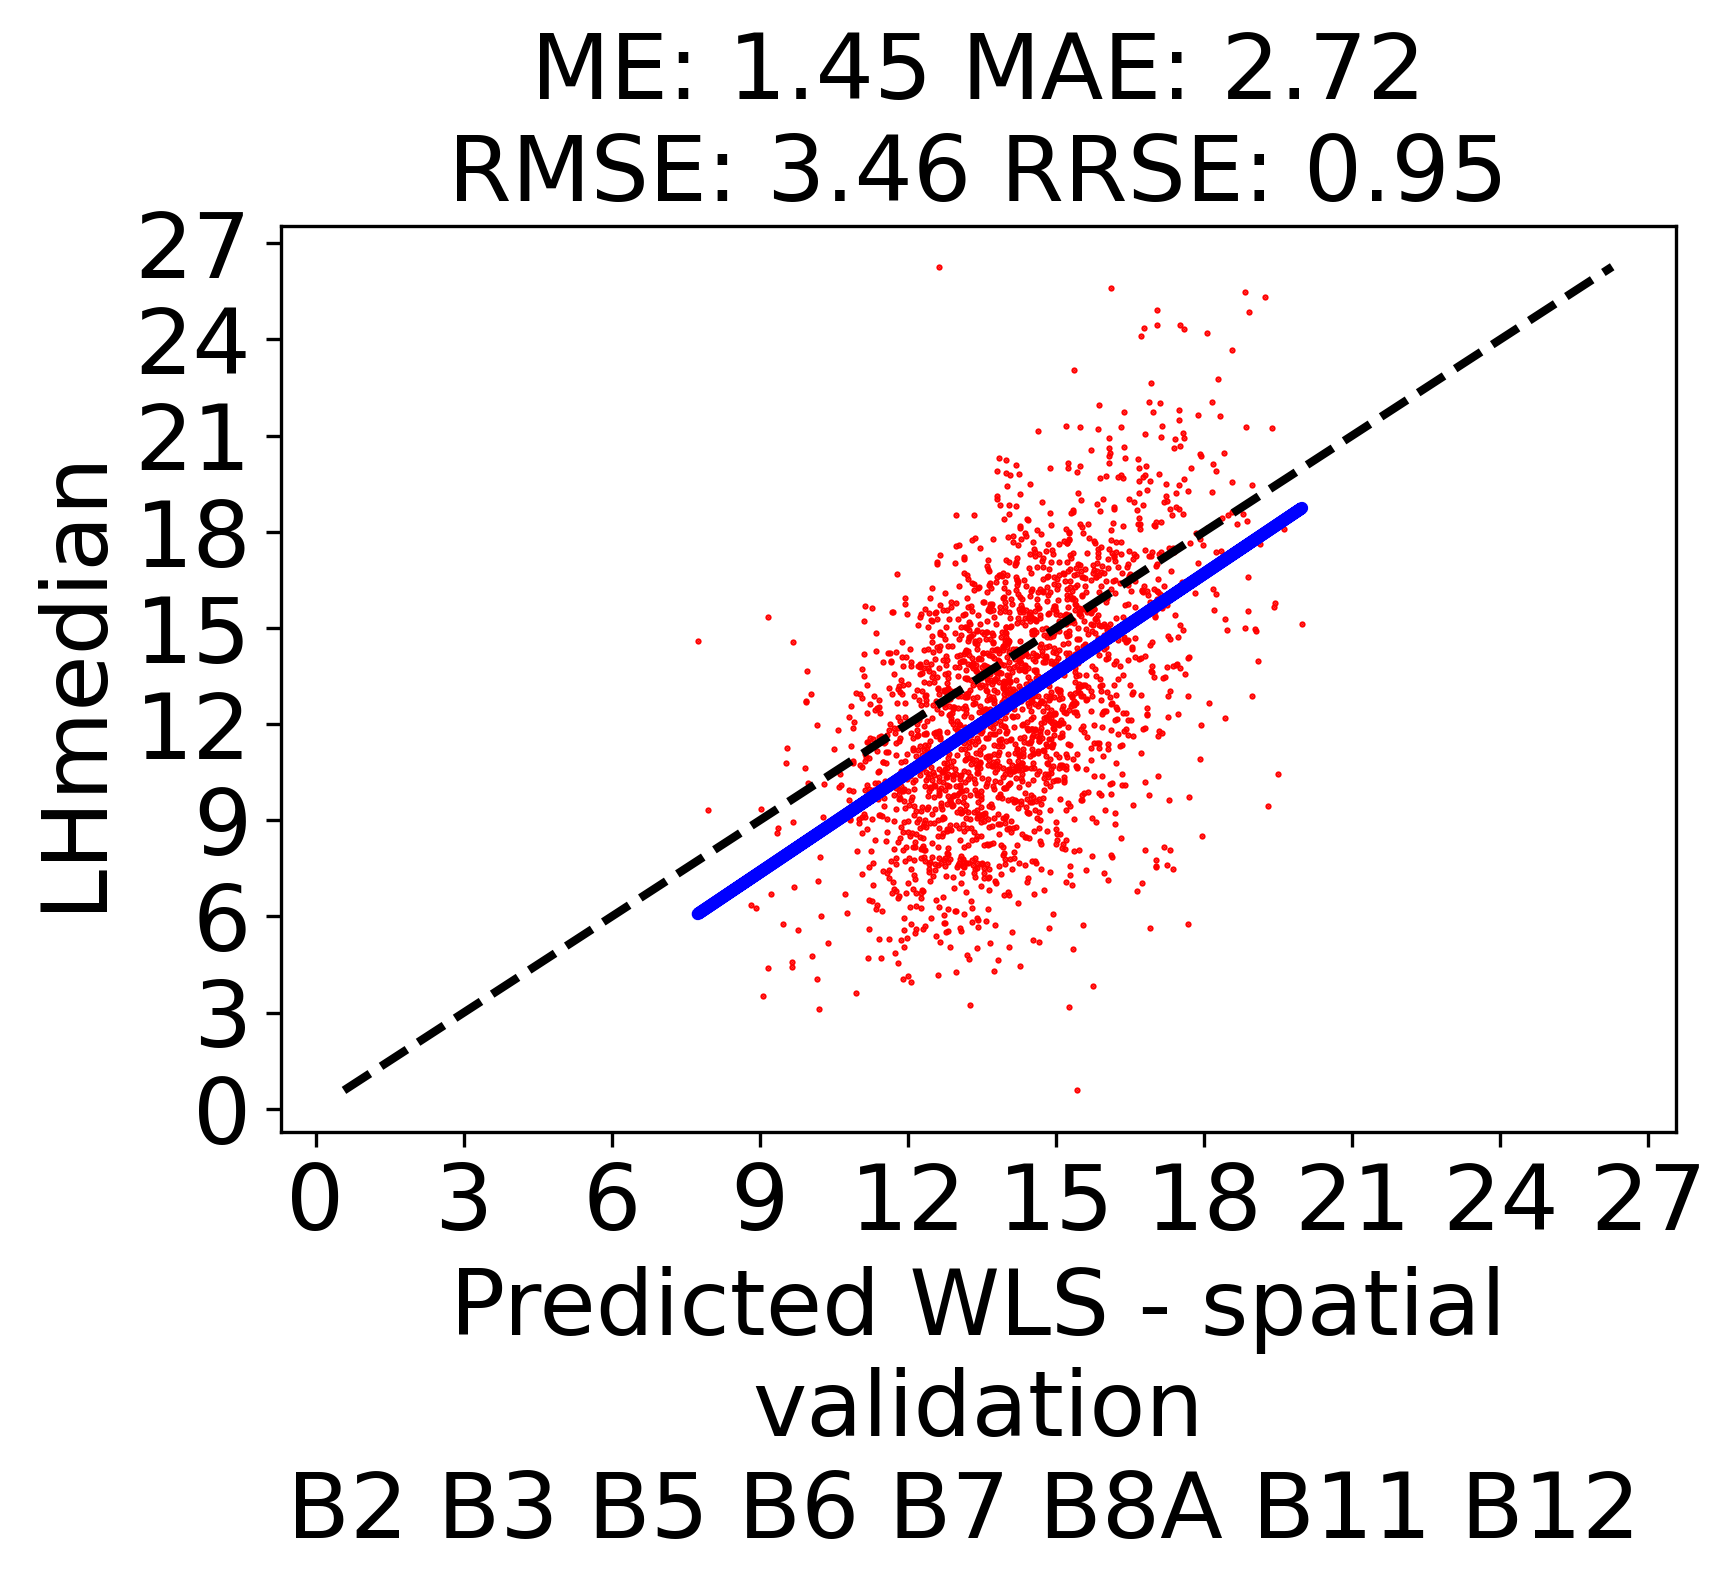 ME: 1.45 MAE: 2.72
RMSE: 3.46 RRSE: 0.95
27
24
21
18
15
12
9
6
3
0
LHmedian
0 3 6 9 12 15 18 21 24 27
Predicted WLS - spatial
validation
B2 B3 B5 B6 B7 B8A B11 B12